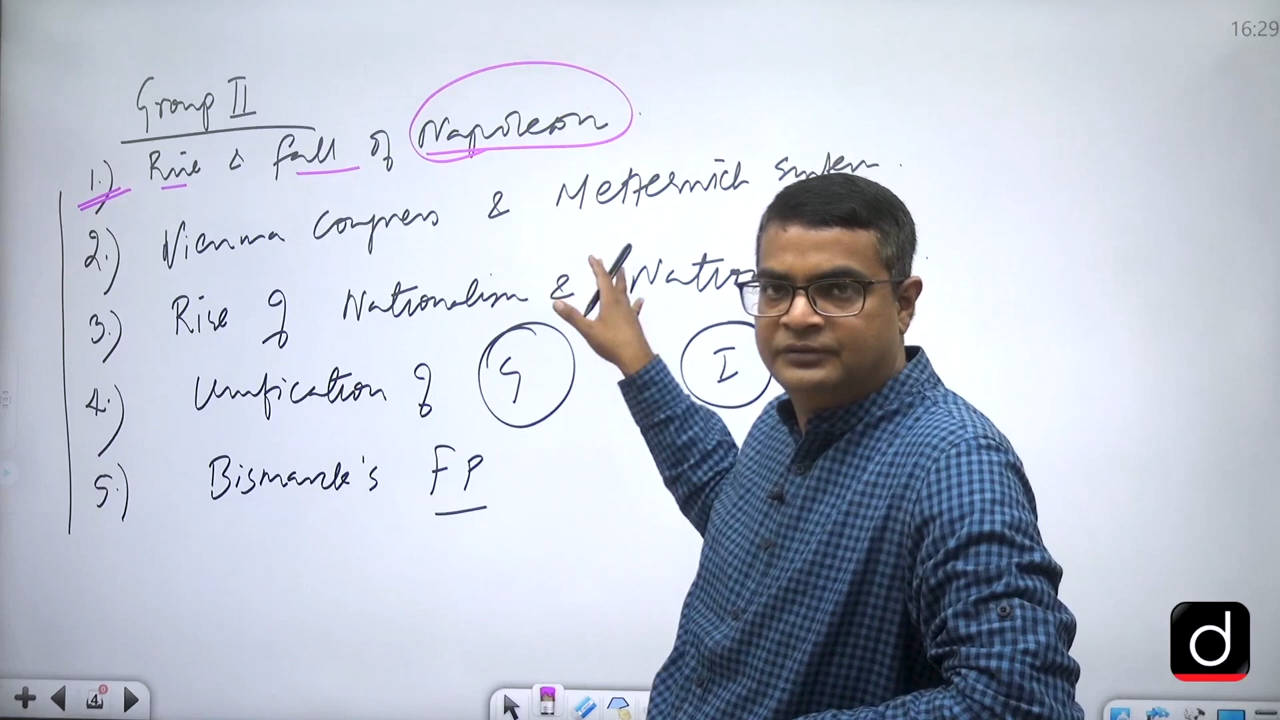 16:29
Group II
1.) Rise & fall of Napoleon.
2.) Vienna Congress & Metternich System.
3.) Rise of Nationalism &
4.) Unification of G I
5.) Bismarck's FP
4
d